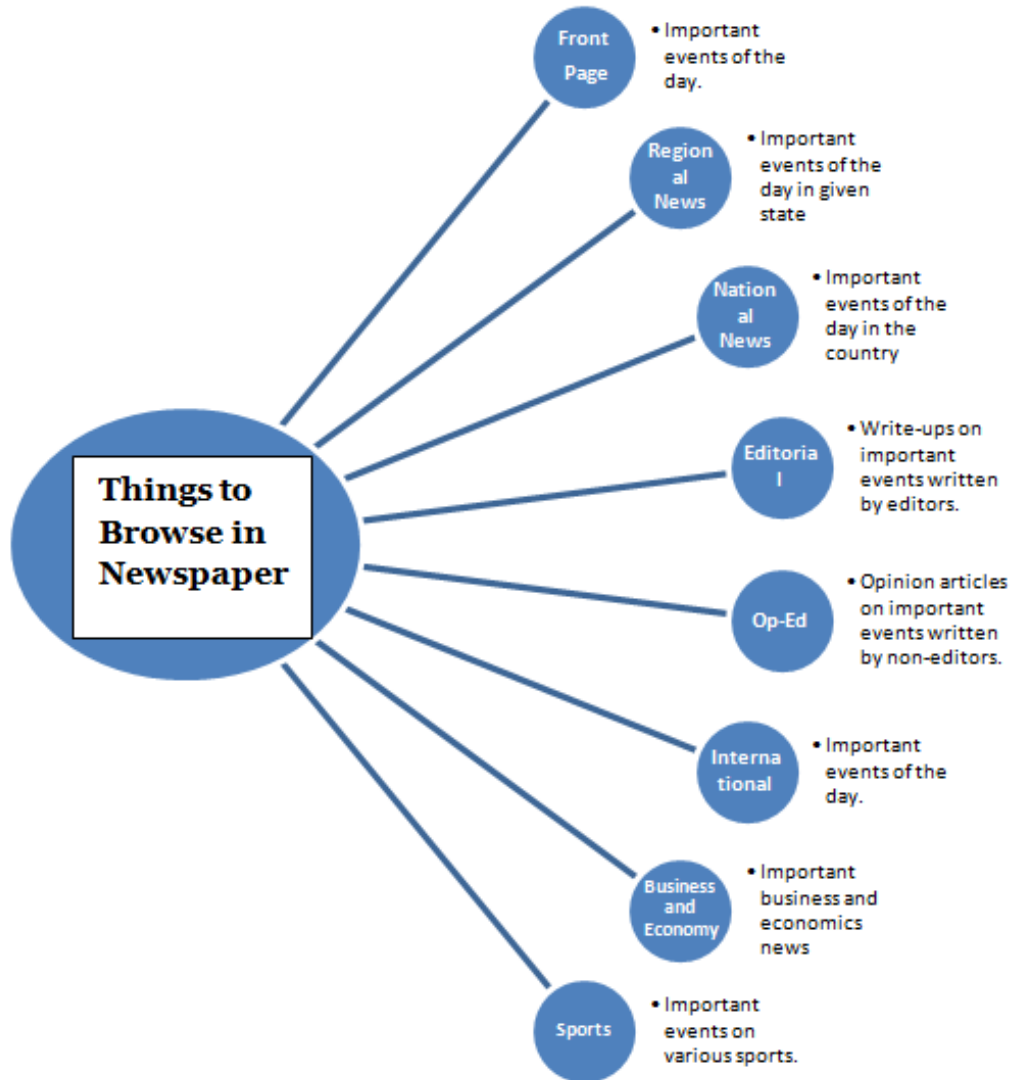 Things to
Browse in
Newspaper
Front
Page
• Important
events of the
day.
Region
al
News
• Important
events of the
day in given
state
Nation
al
News
• Important
events of the
day in the
country
Editoria
l
• Write-ups on
important
events written
by editors.
Op-Ed
• Opinion articles
on important
events written
by non-editors.
Interna
tional
• Important
events of the
day.
Business
and
Economy
• Important
business and
economics
news
Sports
• Important
events on
various sports.